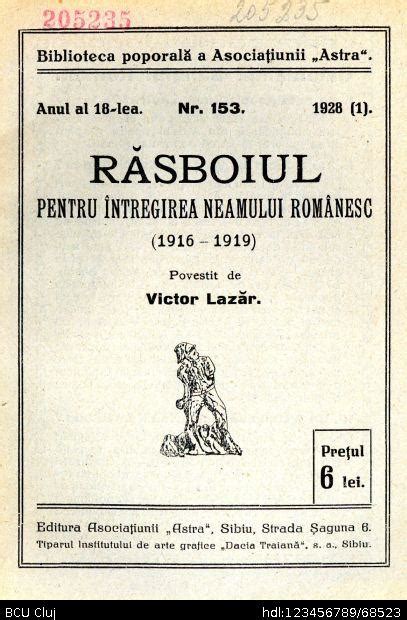 205235 205235
Biblioteca poporală a Asociațiunii „Astra“.
Anul al 18-lea. Nr. 153. 1928 (1).
RĂSBOIUL
PENTRU ÎNTREGIREA NEAMULUI ROMÂNESC
(1916 – 1919)
Povestit de
Victor Lazăr.
Prețul
6 lei.
Editura Asociațiunii „Astra“, Sibiu, Strada Șaguna 6.
Tiparul Institutului de arte grafice „Dacia Traiană“, s. a., Sibiu.
BCU Cluj hdl:123456789/68523